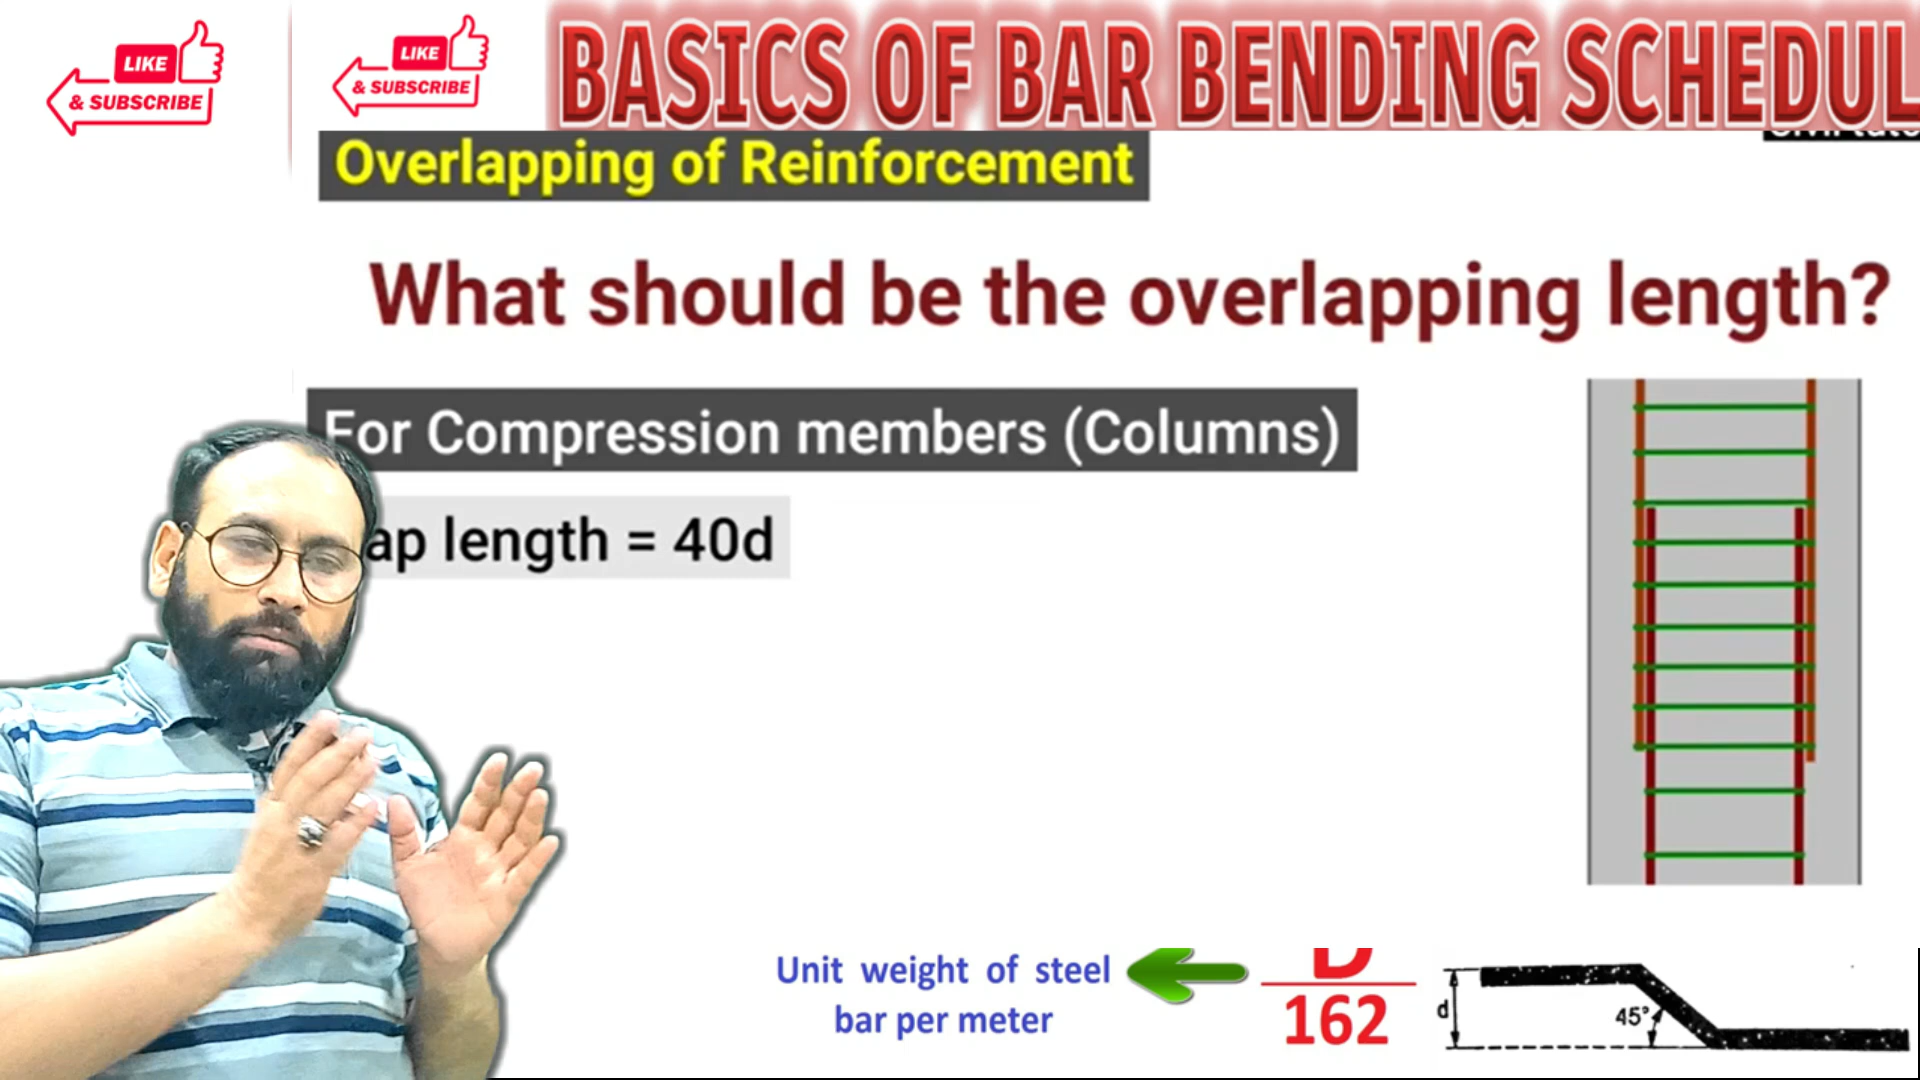 LIKE
& SUBSCRIBE
LIKE
& SUBSCRIBE
BASICS OF BAR BENDING SCHEDUL
Overlapping of Reinforcement
What should be the overlapping length?
For Compression members (Columns)
ap length = 40d
Unit weight of steel
bar per meter
D
162
d
45°